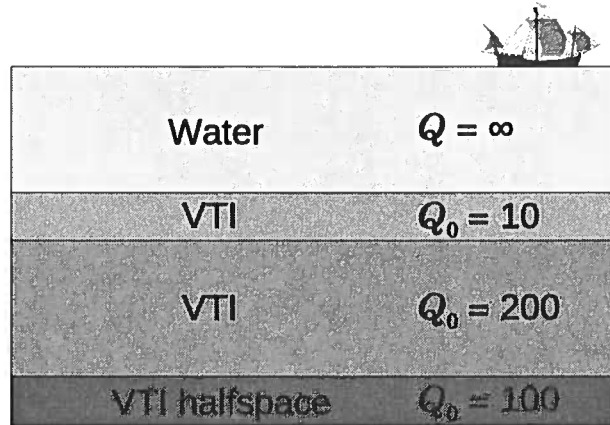 Water Q = ∞
VTI Q₀ = 10
VTI Q₀ = 200
VTI halfspace Q₀ = 100